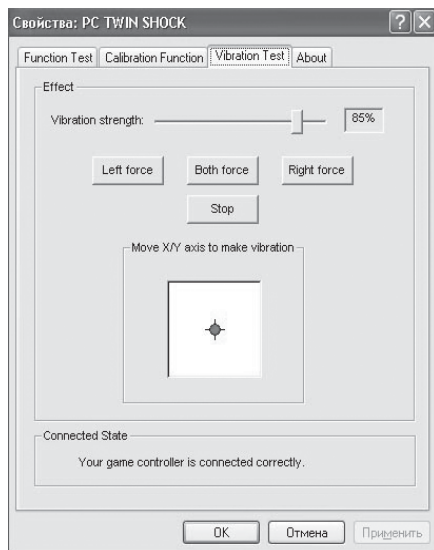 Свойства: PC TWIN SHOCK
Function Test Calibration Function Vibration Test About
Effect
Vibration strength: 85%
Left force Both force Right force
Stop
Move X/Y axis to make vibration
Connected State
Your game controller is connected correctly.
OK Отмена Применить